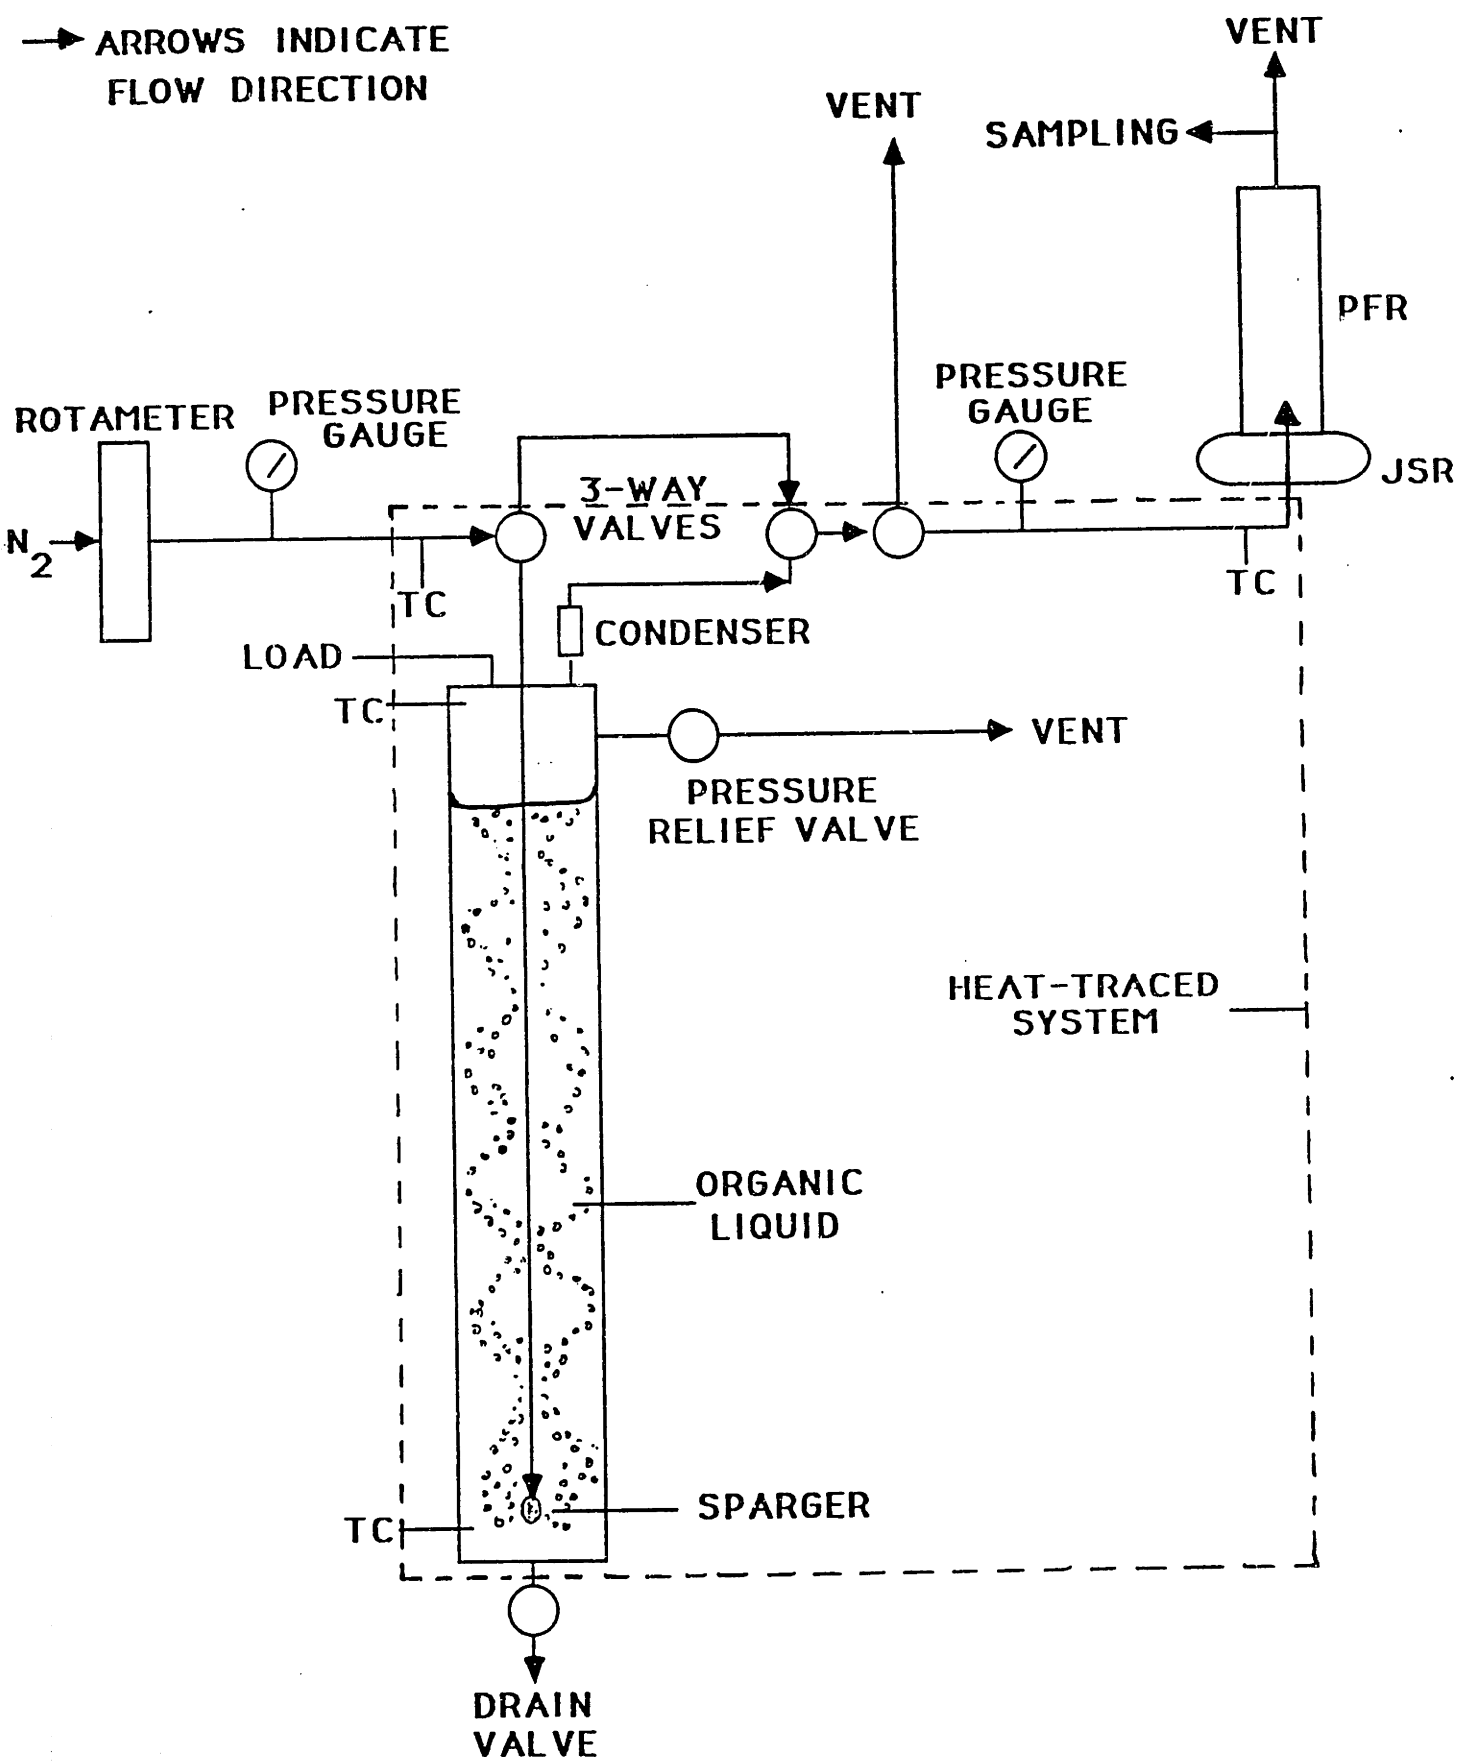 ARROWS INDICATE
FLOW DIRECTION
VENT
VENT
SAMPLING
PFR
PRESSURE
GAUGE
ROTAMETER
PRESSURE
GAUGE
JSR
3-WAY
VALVES
N2
TC
TC
CONDENSER
LOAD
TC
VENT
PRESSURE
RELIEF VALVE
HEAT-TRACED
SYSTEM
ORGANIC
LIQUID
SPARGER
TC
DRAIN
VALVE